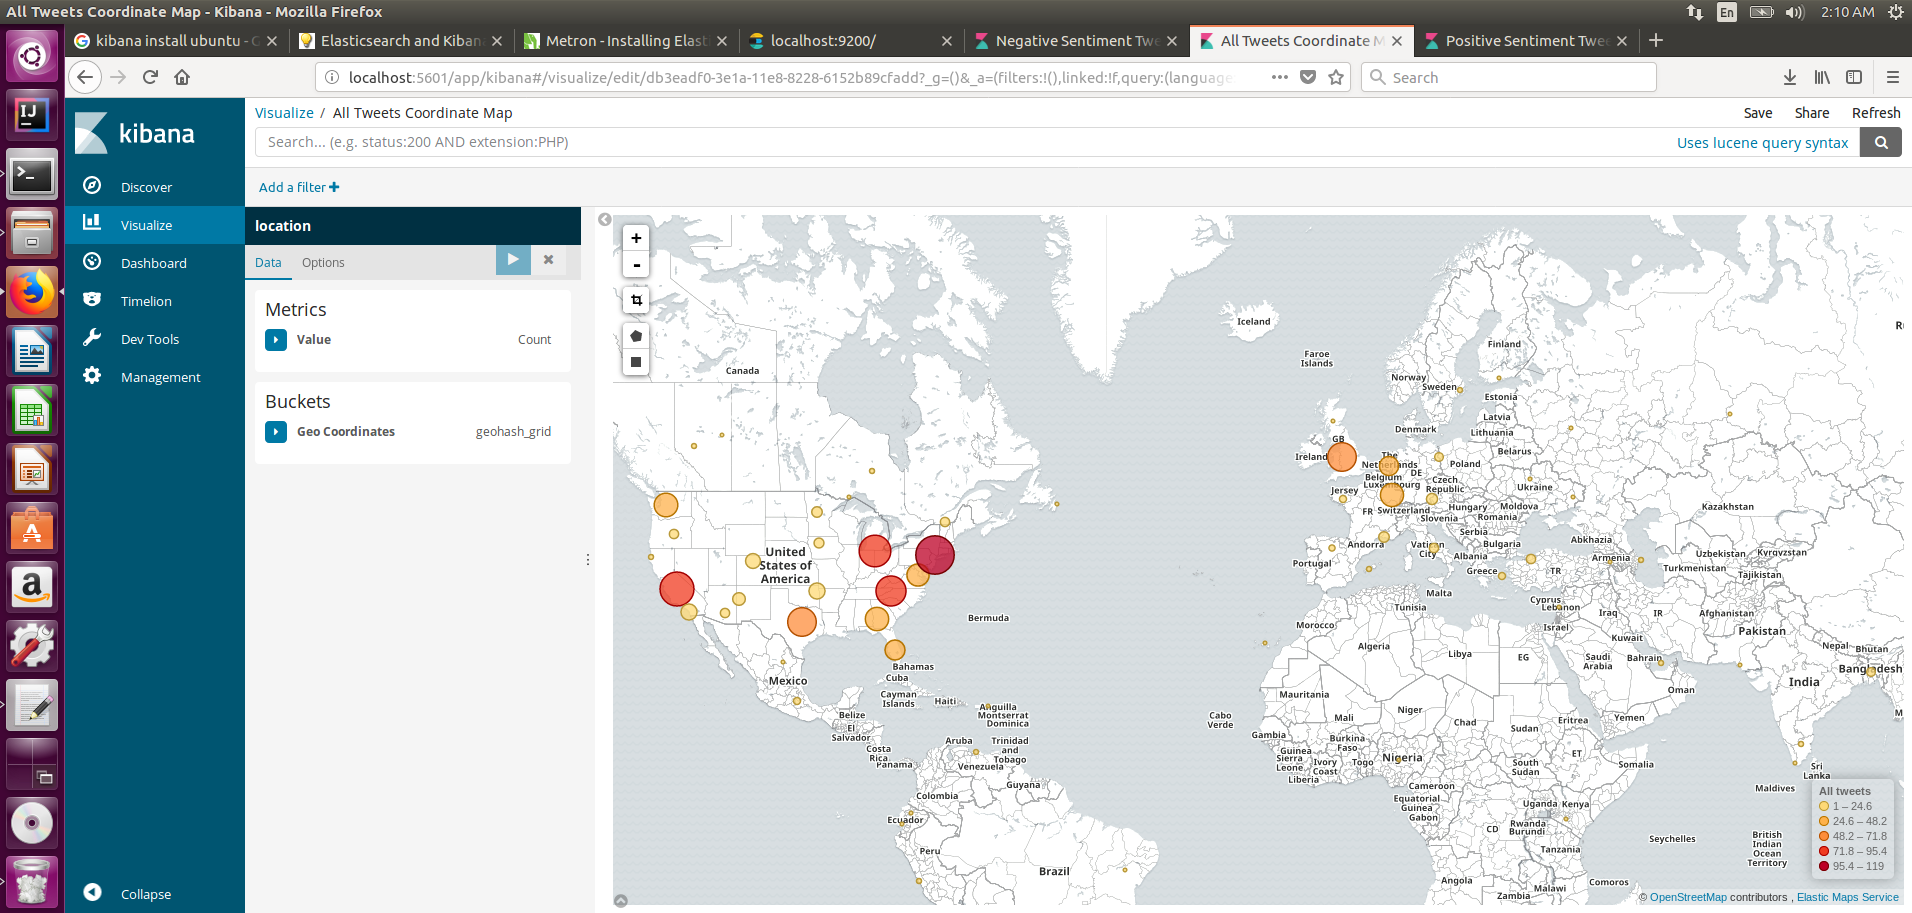 All Tweets Coordinate Map - Kibana - Mozilla Firefox
En
2:10 AM
kibana install ubuntu -
Elasticsearch and Kiban
Metron - Installing Elast
localhost:9200/
Negative Sentiment Twe
All Tweets Coordinate M
Positive Sentiment Twee
localhost:5601/app/kibana#/visualize/edit/db3eadf0-3e1a-11e8-8228-6152b89cfadd?_g=()&_a=(filters:!(),linked:!f,query:(language
Search
kibana
Discover
Visualize
Dashboard
Timelion
Dev Tools
Management
Collapse
Visualize / All Tweets Coordinate Map
Save
Share
Refresh
Search... (e.g. status:200 AND extension:PHP)
Uses lucene query syntax
Add a filter +
location
Data
Options
Metrics
Value
Count
Buckets
Geo Coordinates
geohash_grid
+
-
Iceland
Faroe
Islands
Finland
Norway
Sweden
Estonia
Latvia
Denmark
Lithuania
Canada
GB
Ireland
The
Netherlands
DE
Poland
Belarus
Belgium
Luxembourg
Czech
Republic
Jersey
Ukraine
FR
Switzerland
Hungary
Moldova
Slovenia
Romania
Serbia
Andorra
Vatican
City
Bulgaria
Albania
Portugal
Greece
TR
Abkhazia
Armenia
Kazakhstan
Uzbekistan
Kyrgyzstan
Turkmenistan
Tajikistan
Malta
Tunisia
Cyprus
Lebanon
Israel
Iraq
IR
Afghanistan
United
States of
America
Bermuda
Morocco
Algeria
Libya
EG
Kuwait
Saudi
Arabia
Bahrain
Pakistan
Nepal
Bhutan
Bangladesh
India
Oman
Bahamas
Cuba
Mexico
Cayman
Islands
Haiti
Anguilla
Montserrat
Dominica
Belize
El
Salvador
Costa
Rica
Panama
Aruba
Trinidad
and
Tobago
Venezuela
Guyana
Colombia
Ecuador
Peru
Brazil
Cabo
Verde
Mauritania
Mali
Niger
Chad
Sudan
Eritrea
Yemen
Gambia
Guinea
Sierra
Leone
Liberia
Burkina
Faso
Ivory
Coast
Togo
Nigeria
ET
South
Sudan
Somalia
Cameroon
Equatorial
Guinea
Gabon
Uganda
Kenya
CD
Rwanda
Burundi
Tanzania
Angola
Malawi
Zambia
Comoros
Seychelles
Sri
Lanka
Maldives
British
Indian
Ocean
Territory
All tweets
1 – 24.6
24.6 – 48.2
48.2 – 71.8
71.8 – 95.4
95.4 – 119
© OpenStreetMap contributors , Elastic Maps Service